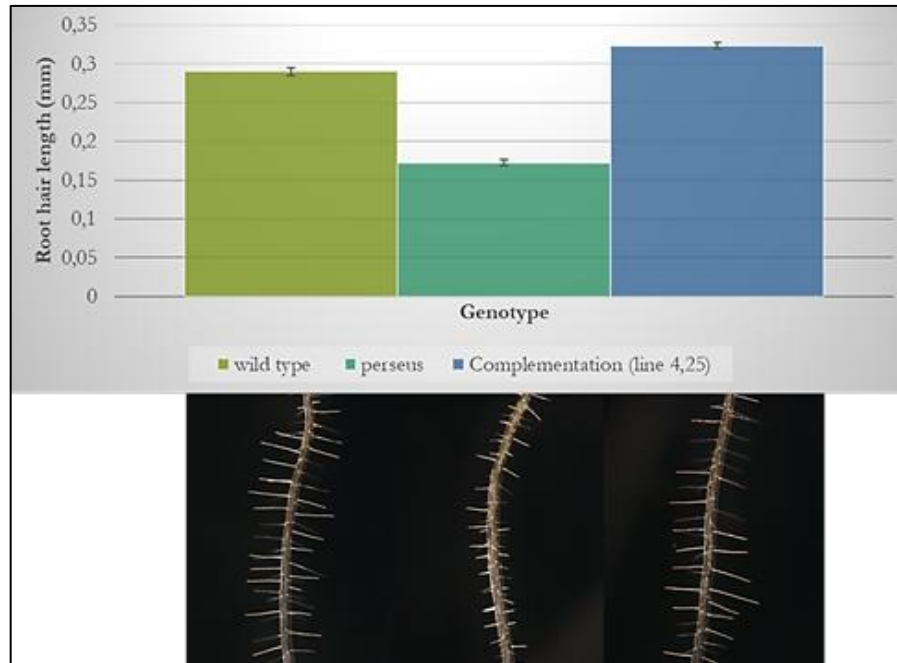 0,35
0,3
0,25
0,2
0,15
0,1
0,05
0
Root hair length (mm)
Genotype
wild type perseus Complementation (line 4,25)